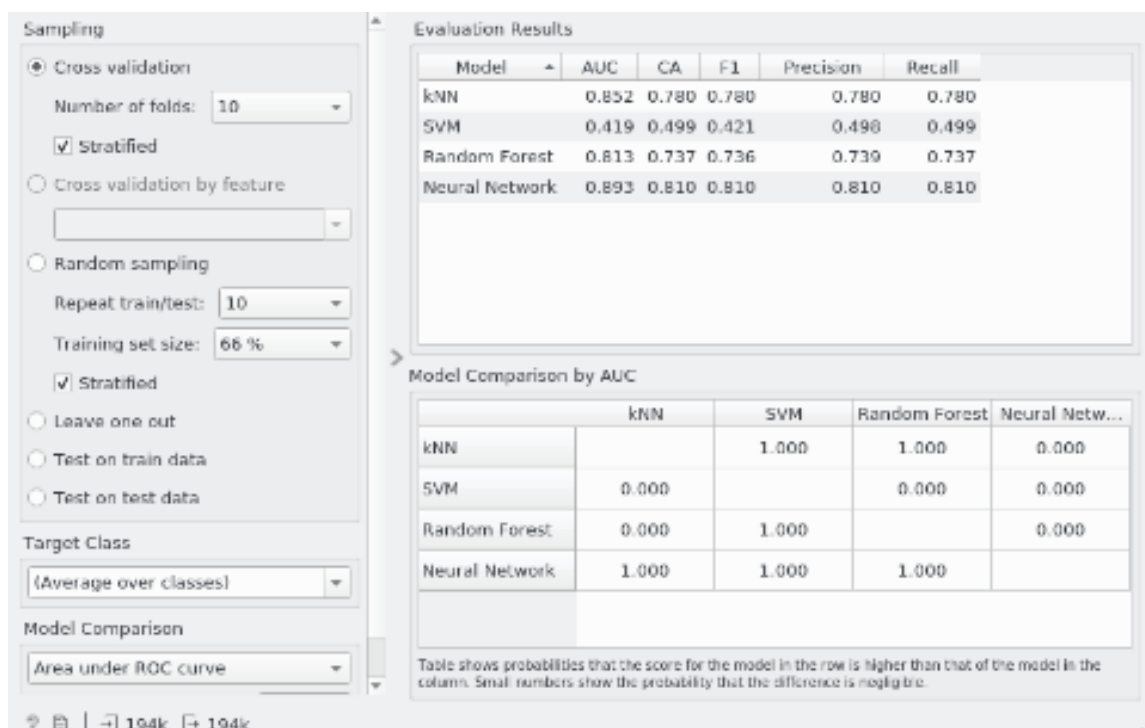 Sampling
Cross validation
Number of folds: 10
Stratified
Cross validation by feature
Random sampling
Repeat train/test: 10
Training set size: 66 %
Stratified
Leave one out
Test on train data
Test on test data
Target Class
(Average over classes)
Model Comparison
Area under ROC curve
194k 194k
Evaluation Results
Model AUC CA F1 Precision Recall
kNN 0.852 0.780 0.780 0.780 0.780
SVM 0.419 0.499 0.421 0.498 0.499
Random Forest 0.813 0.737 0.736 0.739 0.737
Neural Network 0.893 0.810 0.810 0.810 0.810
Model Comparison by AUC
kNN SVM Random Forest Neural Netw...
kNN 1.000 1.000 0.000
SVM 0.000 0.000 0.000
Random Forest 0.000 1.000 0.000
Neural Network 1.000 1.000 1.000
Table shows probabilities that the score for the model in the row is higher than that of the model in the
column. Small numbers show the probability that the difference is negligible.